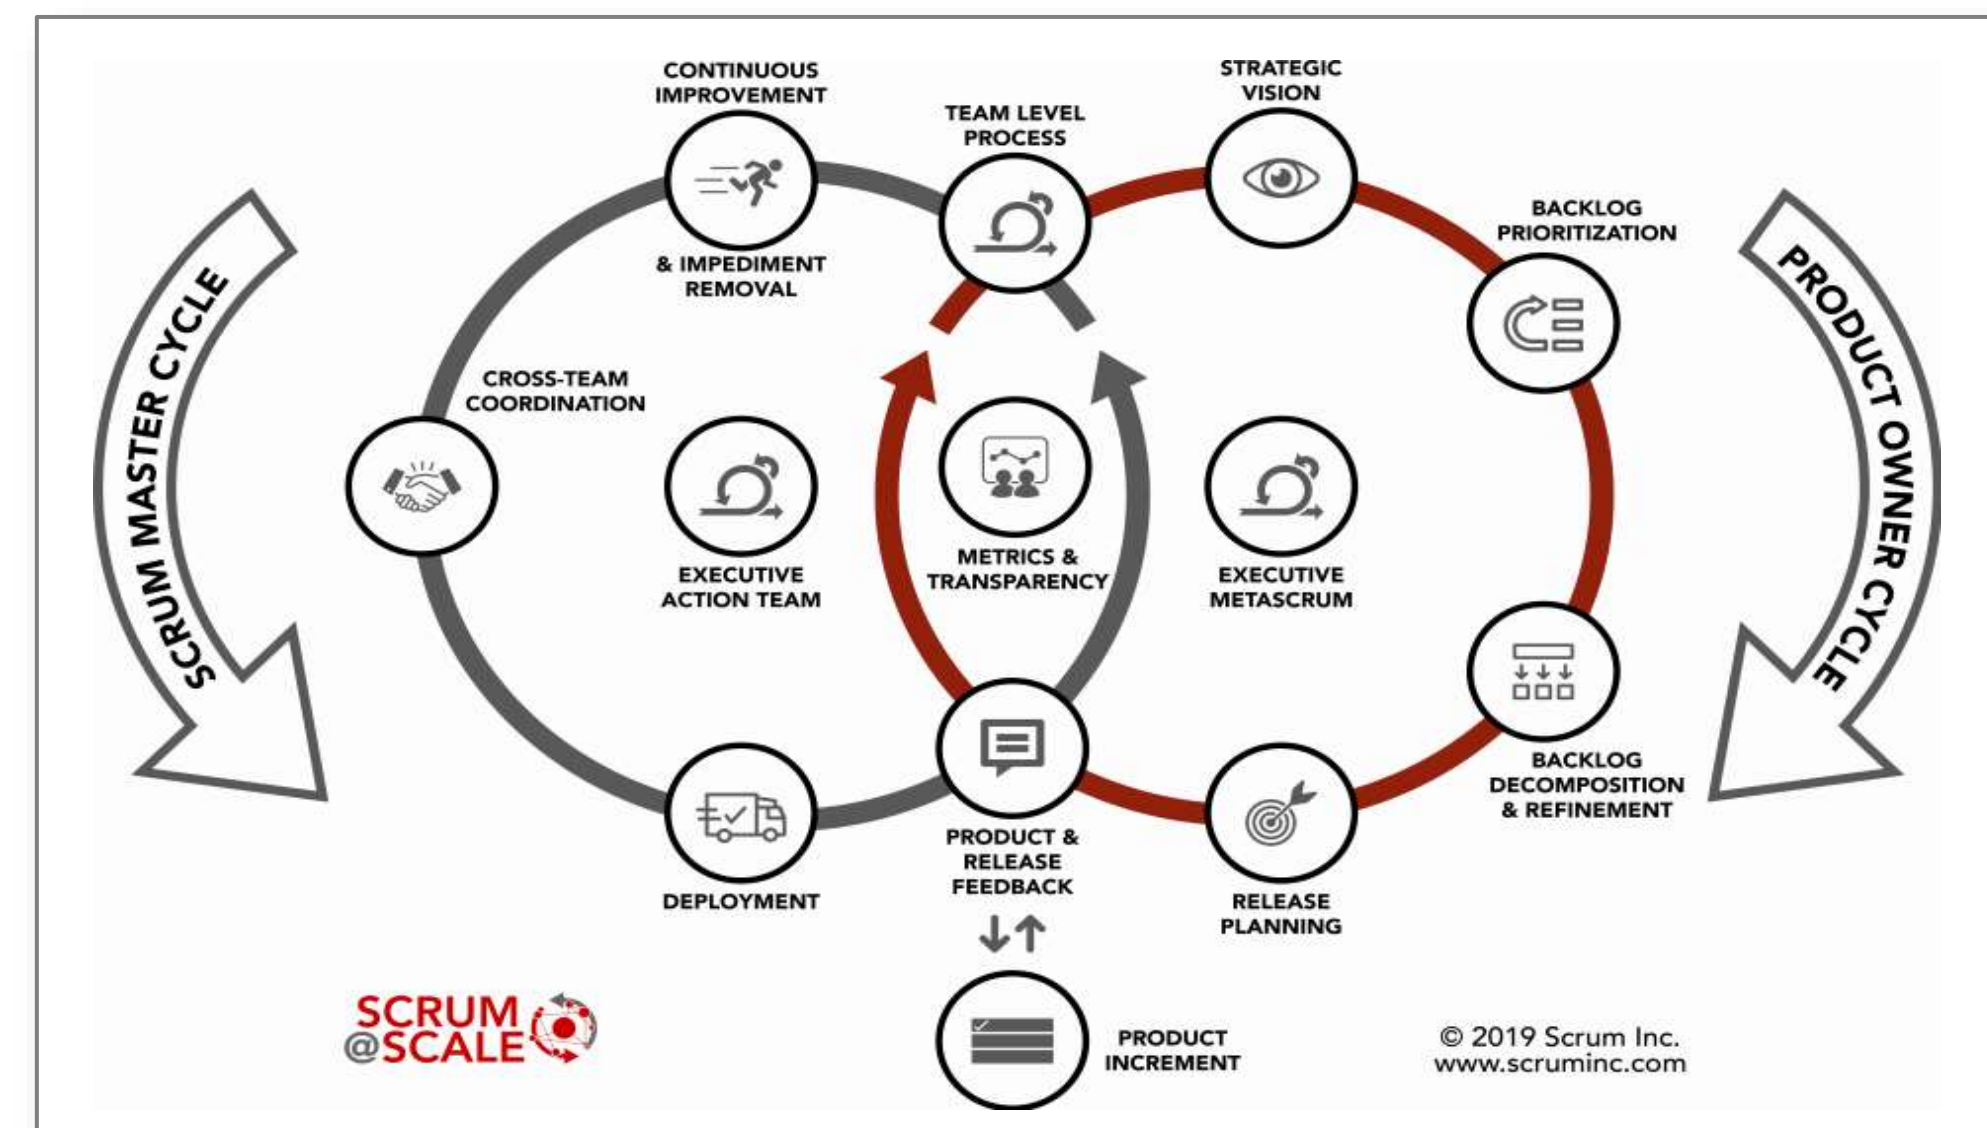 CONTINUOUS
IMPROVEMENT
& IMPEDIMENT
REMOVAL
TEAM LEVEL
PROCESS
STRATEGIC
VISION
BACKLOG
PRIORITIZATION
SCRUM MASTER CYCLE
PRODUCT OWNER CYCLE
CROSS-TEAM
COORDINATION
EXECUTIVE
ACTION TEAM
METRICS &
TRANSPARENCY
EXECUTIVE
METASCRUM
BACKLOG
DECOMPOSITION
& REFINEMENT
DEPLOYMENT
PRODUCT &
RELEASE
FEEDBACK
RELEASE
PLANNING
SCRUM
@SCALE
PRODUCT
INCREMENT
© 2019 Scrum Inc.
www.scruminc.com